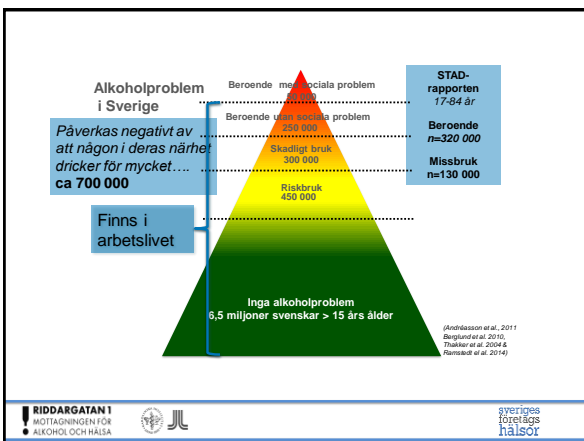 Alkoholproblem
i Sverige
Påverkas negativt av
att någon i deras närhet
dricker för mycket….
ca 700 000
Finns i
arbetslivet
Beroende med sociala problem
Beroende utan sociala problem
250 000
Skadligt bruk
300 000
Riskbruk
450 000
Inga alkoholproblem
6,5 miljoner svenskar > 15 års ålder
STAD-
rapporten
17-84 år
Beroende
n=320 000
Missbruk
n=130 000
(Andréasson et al., 2011
Berglund et al. 2010,
Thakker et al. 2004 &
Ramstedt et al. 2014)
RIDDARGATAN 1
MOTTAGNINGEN FÖR
ALKOHOL OCH HÄLSA
sveriges
företags
hälsor